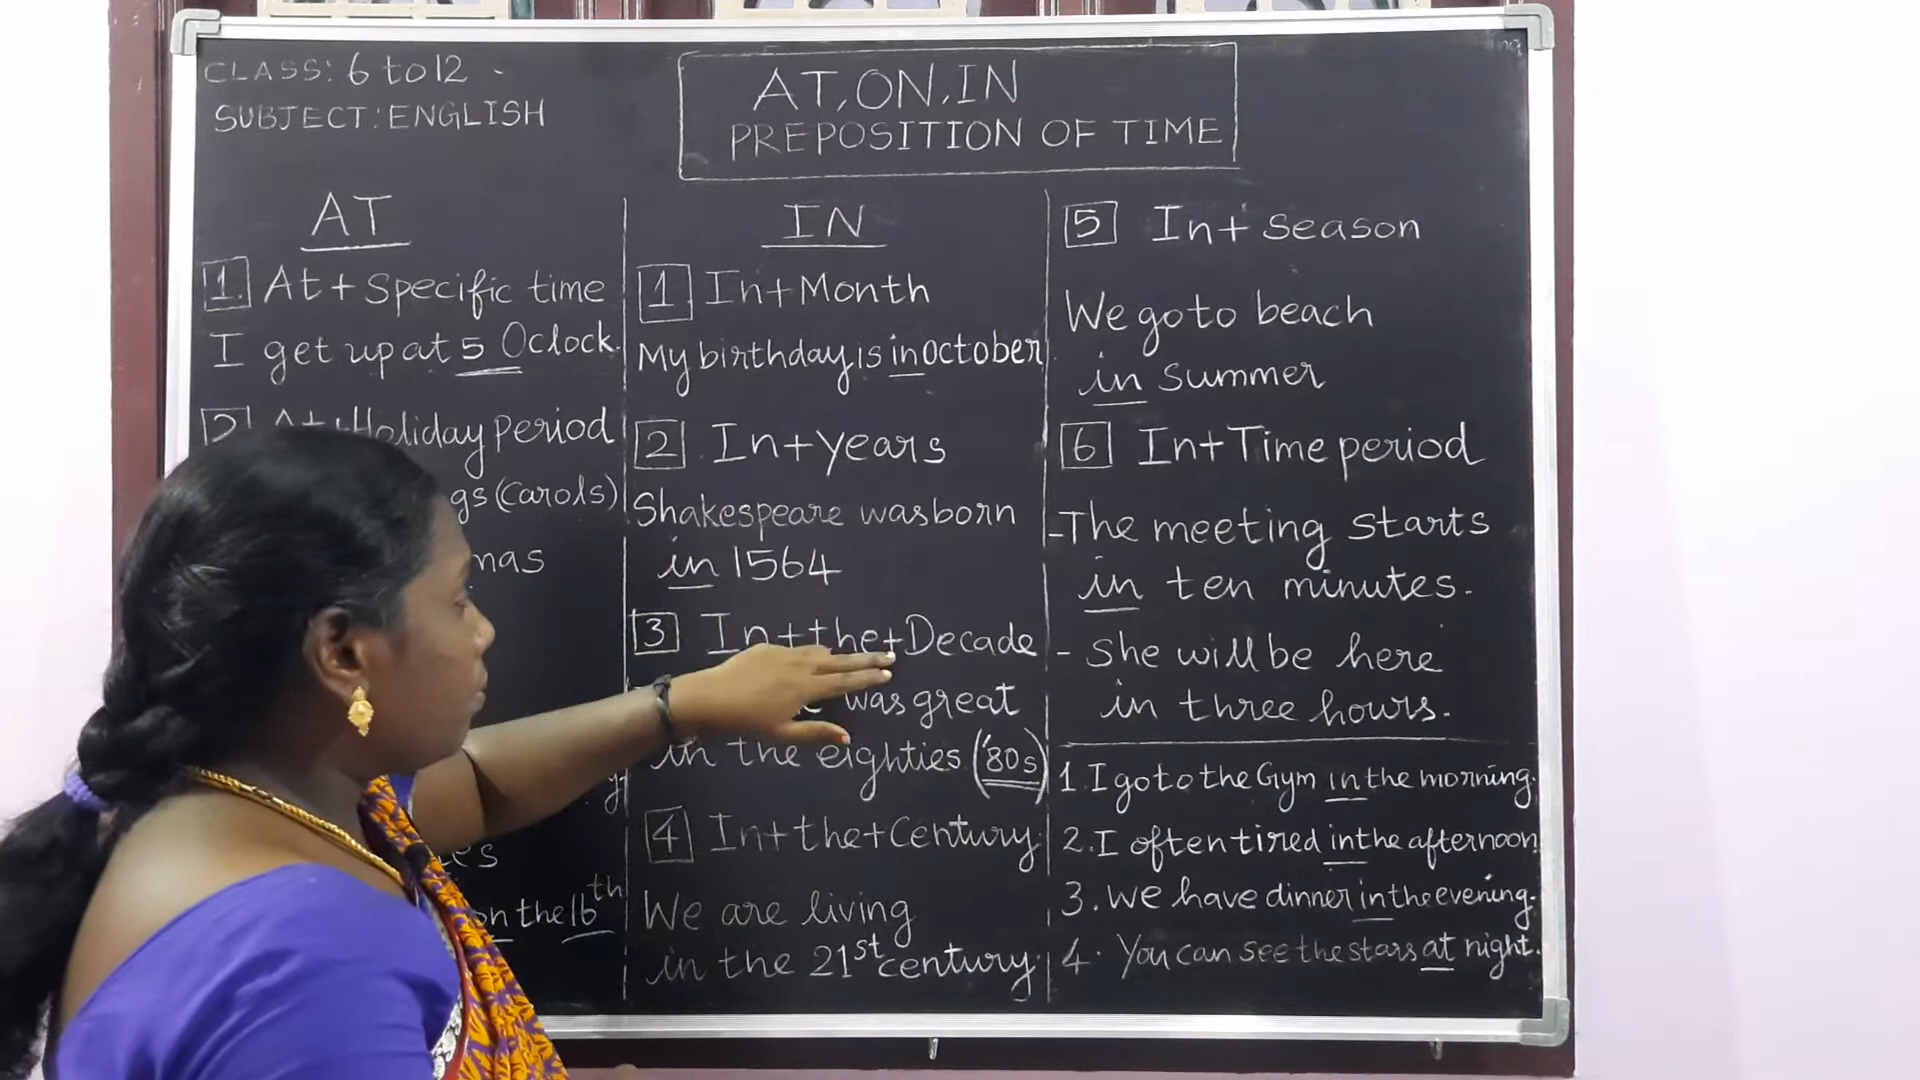 CLASS: 6 to 12
SUBJECT: ENGLISH
AT, ON, IN
PREPOSITION OF TIME
AT
1. At + Specific time
I get up at 5 Oclock.
2 At + Holiday period
(Carols)
on the 16th
IN
1. In + Month
My birthday is in october
2 In + years
Shakespeare was born
in 1564
3 In + the + Decade
was great
in the eighties ('80s)
4 In + the + Century
We are living
in the 21st century.
5 In + season
We go to beach
in summer
6 In + Time period
- The meeting starts
in ten minutes.
- She will be here
in three hours.
1. I go to the Gym in the morning.
2. I often tired in the afternoon
3. We have dinner in the evening.
4. You can see the stars at night.